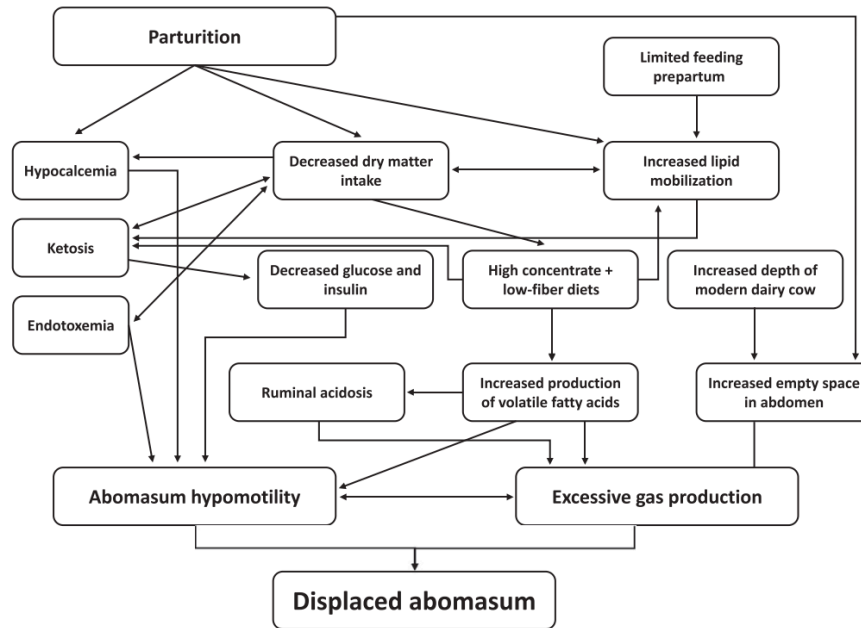 Parturition
Limited feeding
prepartum
Hypocalcemia
Decreased dry matter
intake
Increased lipid
mobilization
Ketosis
Decreased glucose and
insulin
High concentrate +
low-fiber diets
Increased depth of
modern dairy cow
Endotoxemia
Ruminal acidosis
Increased production
of volatile fatty acids
Increased empty space
in abdomen
Abomasum hypomotility
Excessive gas production
Displaced abomasum